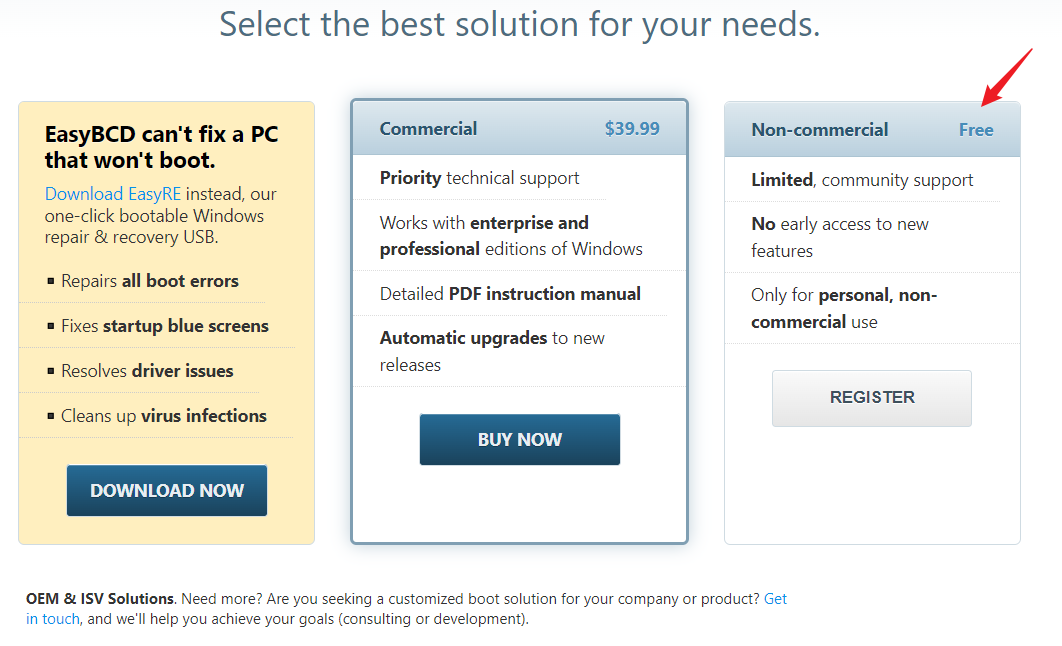 Select the best solution for your needs.
EasyBCD can't fix a PC
that won't boot.
Download EasyRE instead, our
one-click bootable Windows
repair & recovery USB.
Repairs all boot errors
Fixes startup blue screens
Resolves driver issues
Cleans up virus infections
DOWNLOAD NOW
Commercial $39.99
Priority technical support
Works with enterprise and
professional editions of Windows
Detailed PDF instruction manual
Automatic upgrades to new
releases
BUY NOW
Non-commercial Free
Limited, community support
No early access to new
features
Only for personal, non-
commercial use
REGISTER
OEM & ISV Solutions. Need more? Are you seeking a customized boot solution for your company or product? Get
in touch, and we'll help you achieve your goals (consulting or development).